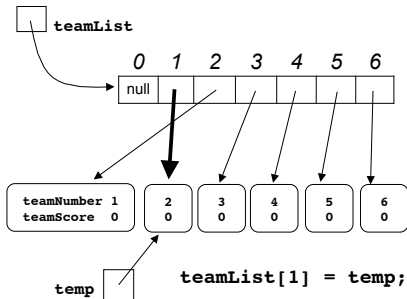 teamList
0 1 2 3 4 5 6
null
teamNumber 1 2 3 4 5 6
teamScore 0 0 0 0 0 0
temp
teamList[1] = temp;